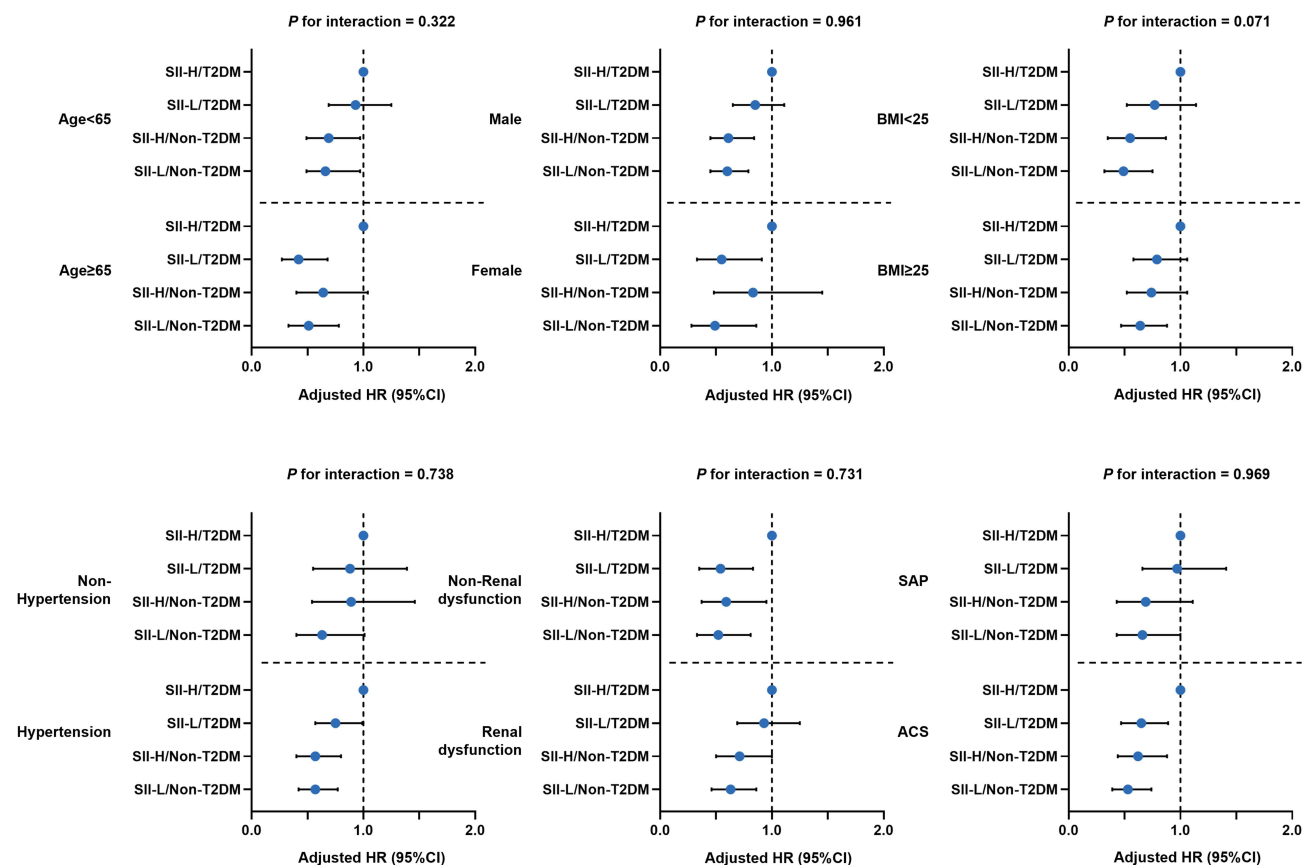 P for interaction = 0.322
SII-H/T2DM
SII-L/T2DM
Age<65
SII-H/Non-T2DM
SII-L/Non-T2DM
SII-H/T2DM
SII-L/T2DM
Age≥65
SII-H/Non-T2DM
SII-L/Non-T2DM
0.0 1.0 2.0
Adjusted HR (95%CI)
P for interaction = 0.961
SII-H/T2DM
SII-L/T2DM
Male
SII-H/Non-T2DM
SII-L/Non-T2DM
SII-H/T2DM
SII-L/T2DM
Female
SII-H/Non-T2DM
SII-L/Non-T2DM
0.0 1.0 2.0
Adjusted HR (95%CI)
P for interaction = 0.071
SII-H/T2DM
SII-L/T2DM
BMI<25
SII-H/Non-T2DM
SII-L/Non-T2DM
SII-H/T2DM
SII-L/T2DM
BMI≥25
SII-H/Non-T2DM
SII-L/Non-T2DM
0.0 1.0 2.0
Adjusted HR (95%CI)
P for interaction = 0.738
SII-H/T2DM
SII-L/T2DM
Non-
Hypertension
SII-H/Non-T2DM
SII-L/Non-T2DM
SII-H/T2DM
SII-L/T2DM
Hypertension
SII-H/Non-T2DM
SII-L/Non-T2DM
0.0 1.0 2.0
Adjusted HR (95%CI)
P for interaction = 0.731
SII-H/T2DM
SII-L/T2DM
Non-Renal
dysfunction
SII-H/Non-T2DM
SII-L/Non-T2DM
SII-H/T2DM
SII-L/T2DM
Renal
dysfunction
SII-H/Non-T2DM
SII-L/Non-T2DM
0.0 1.0 2.0
Adjusted HR (95%CI)
P for interaction = 0.969
SII-H/T2DM
SII-L/T2DM
SAP
SII-H/Non-T2DM
SII-L/Non-T2DM
SII-H/T2DM
SII-L/T2DM
ACS
SII-H/Non-T2DM
SII-L/Non-T2DM
0.0 1.0 2.0
Adjusted HR (95%CI)